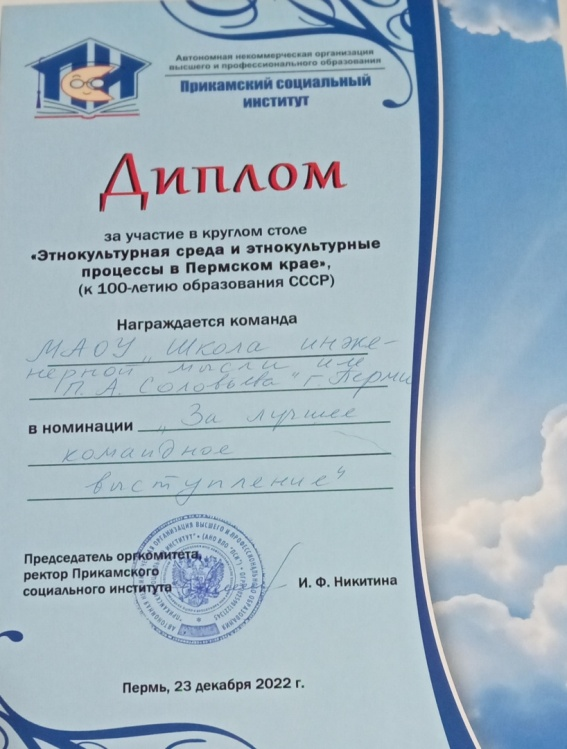 Автономная некоммерческая организация
высшего и профессионального образования
Прикамский социальный
институт
Диплом
за участие в круглом столе
«Этнокультурная среда и этнокультурные
процессы в Пермском крае»,
(к 100-летию образования СССР)
Награждается команда
МАОУ „Школа инже-
нерной мысли им
П.А. Соловьева" г Перми
в номинации „За лучшее
командное
выступление"
Председатель оргкомитета,
ректор Прикамского
социального института
И. Ф. Никитина
Пермь, 23 декабря 2022 г.